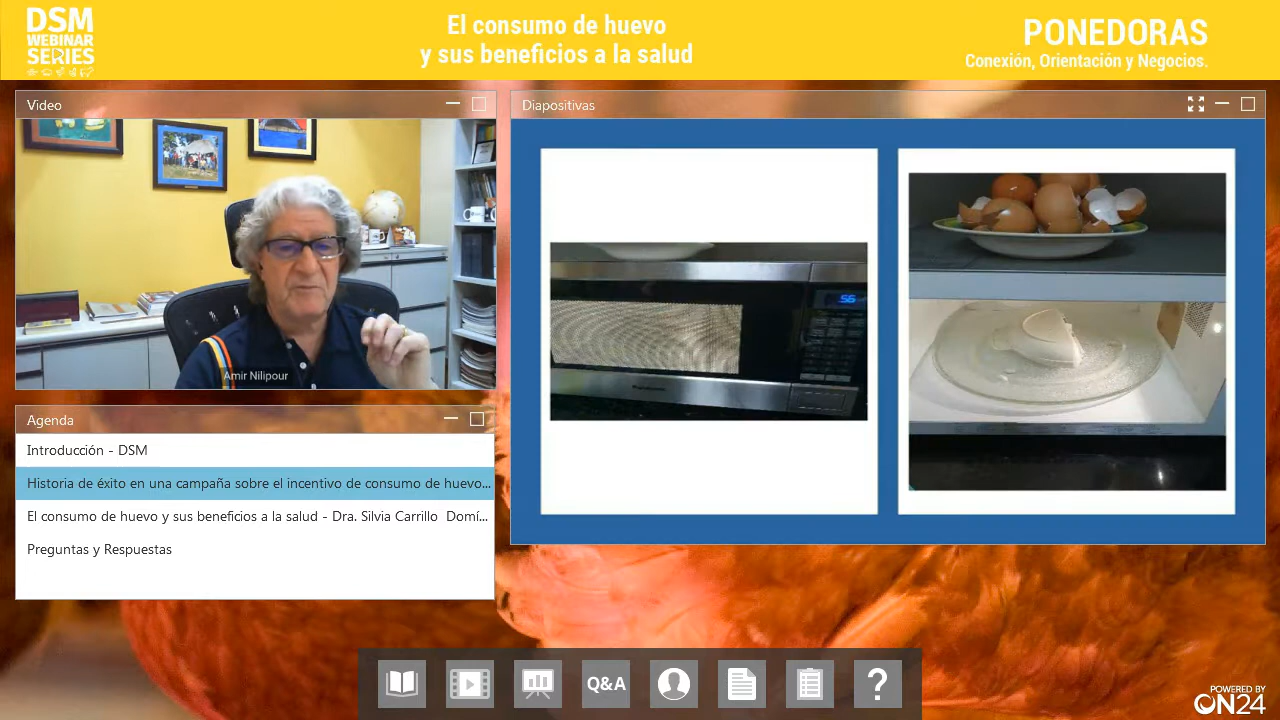 DSM
WEBINAR
SERIES
El consumo de huevo
y sus beneficios a la salud
PONEDORAS
Conexión, Orientación y Negocios.
Video
Amir Nilipour
Diapositivas
56
Agenda
Introducción - DSM
Historia de éxito en una campaña sobre el incentivo de consumo de huevo...
El consumo de huevo y sus beneficios a la salud - Dra. Silvia Carrillo Domí...
Preguntas y Respuestas
Q&A
?
POWERED BY
ON24